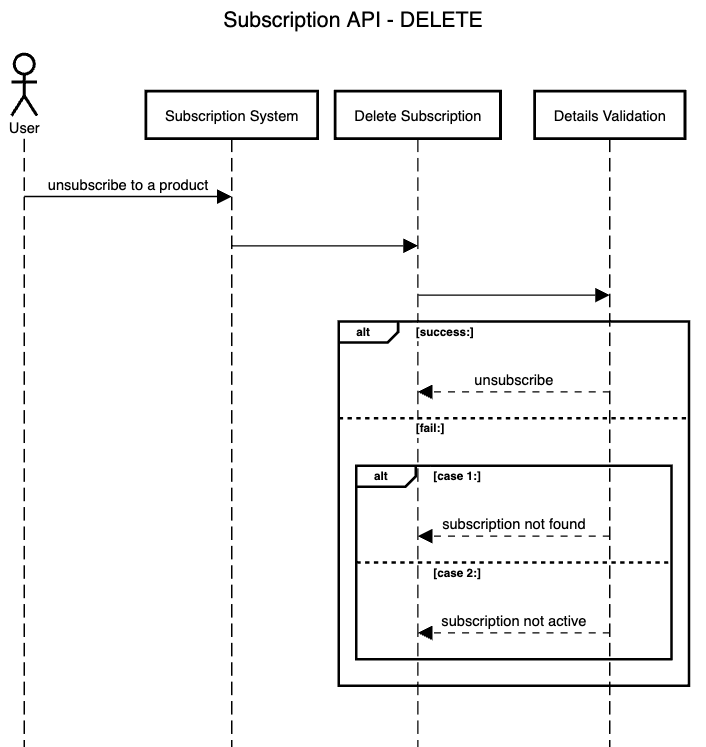 Subscription API - DELETE
User
Subscription System
Delete Subscription
Details Validation
unsubscribe to a product
alt
[success:]
unsubscribe
[fail:]
alt
[case 1:]
subscription not found
[case 2:]
subscription not active